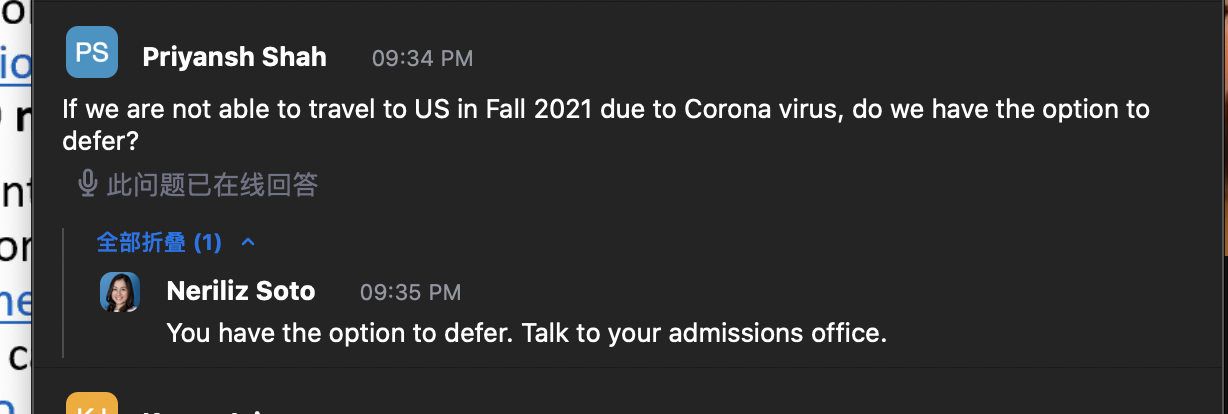 PS
Priyansh Shah 09:34 PM
If we are not able to travel to US in Fall 2021 due to Corona virus, do we have the option to
defer?
此问题已在线回答
全部折叠 (1)
Neriliz Soto 09:35 PM
You have the option to defer. Talk to your admissions office.